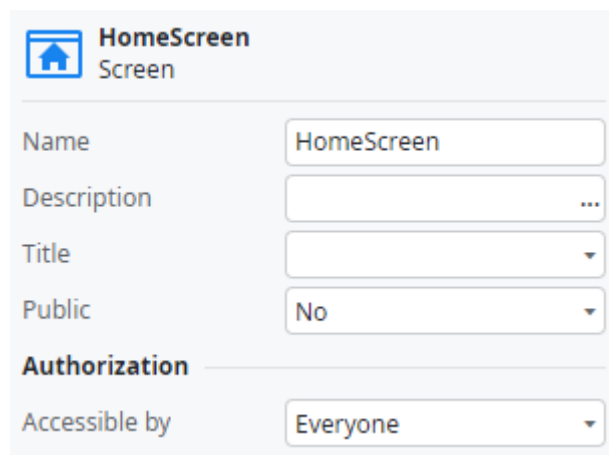 HomeScreen
Screen
Name HomeScreen
Description ...
Title
Public No
Authorization
Accessible by Everyone